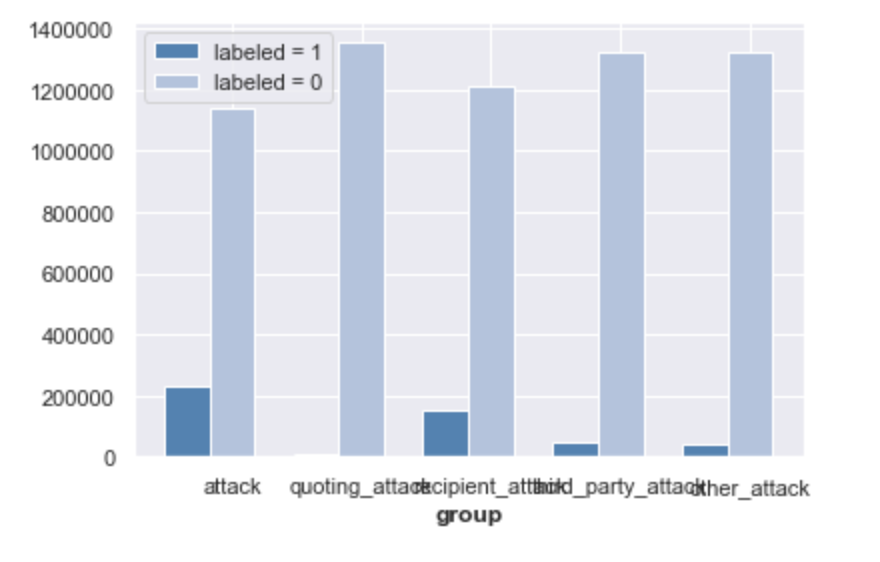 1400000
labeled = 1
labeled = 0
1200000
1000000
800000
600000
400000
200000
0
attack quoting_attack recipient_attack third_party_attack other_attack
group